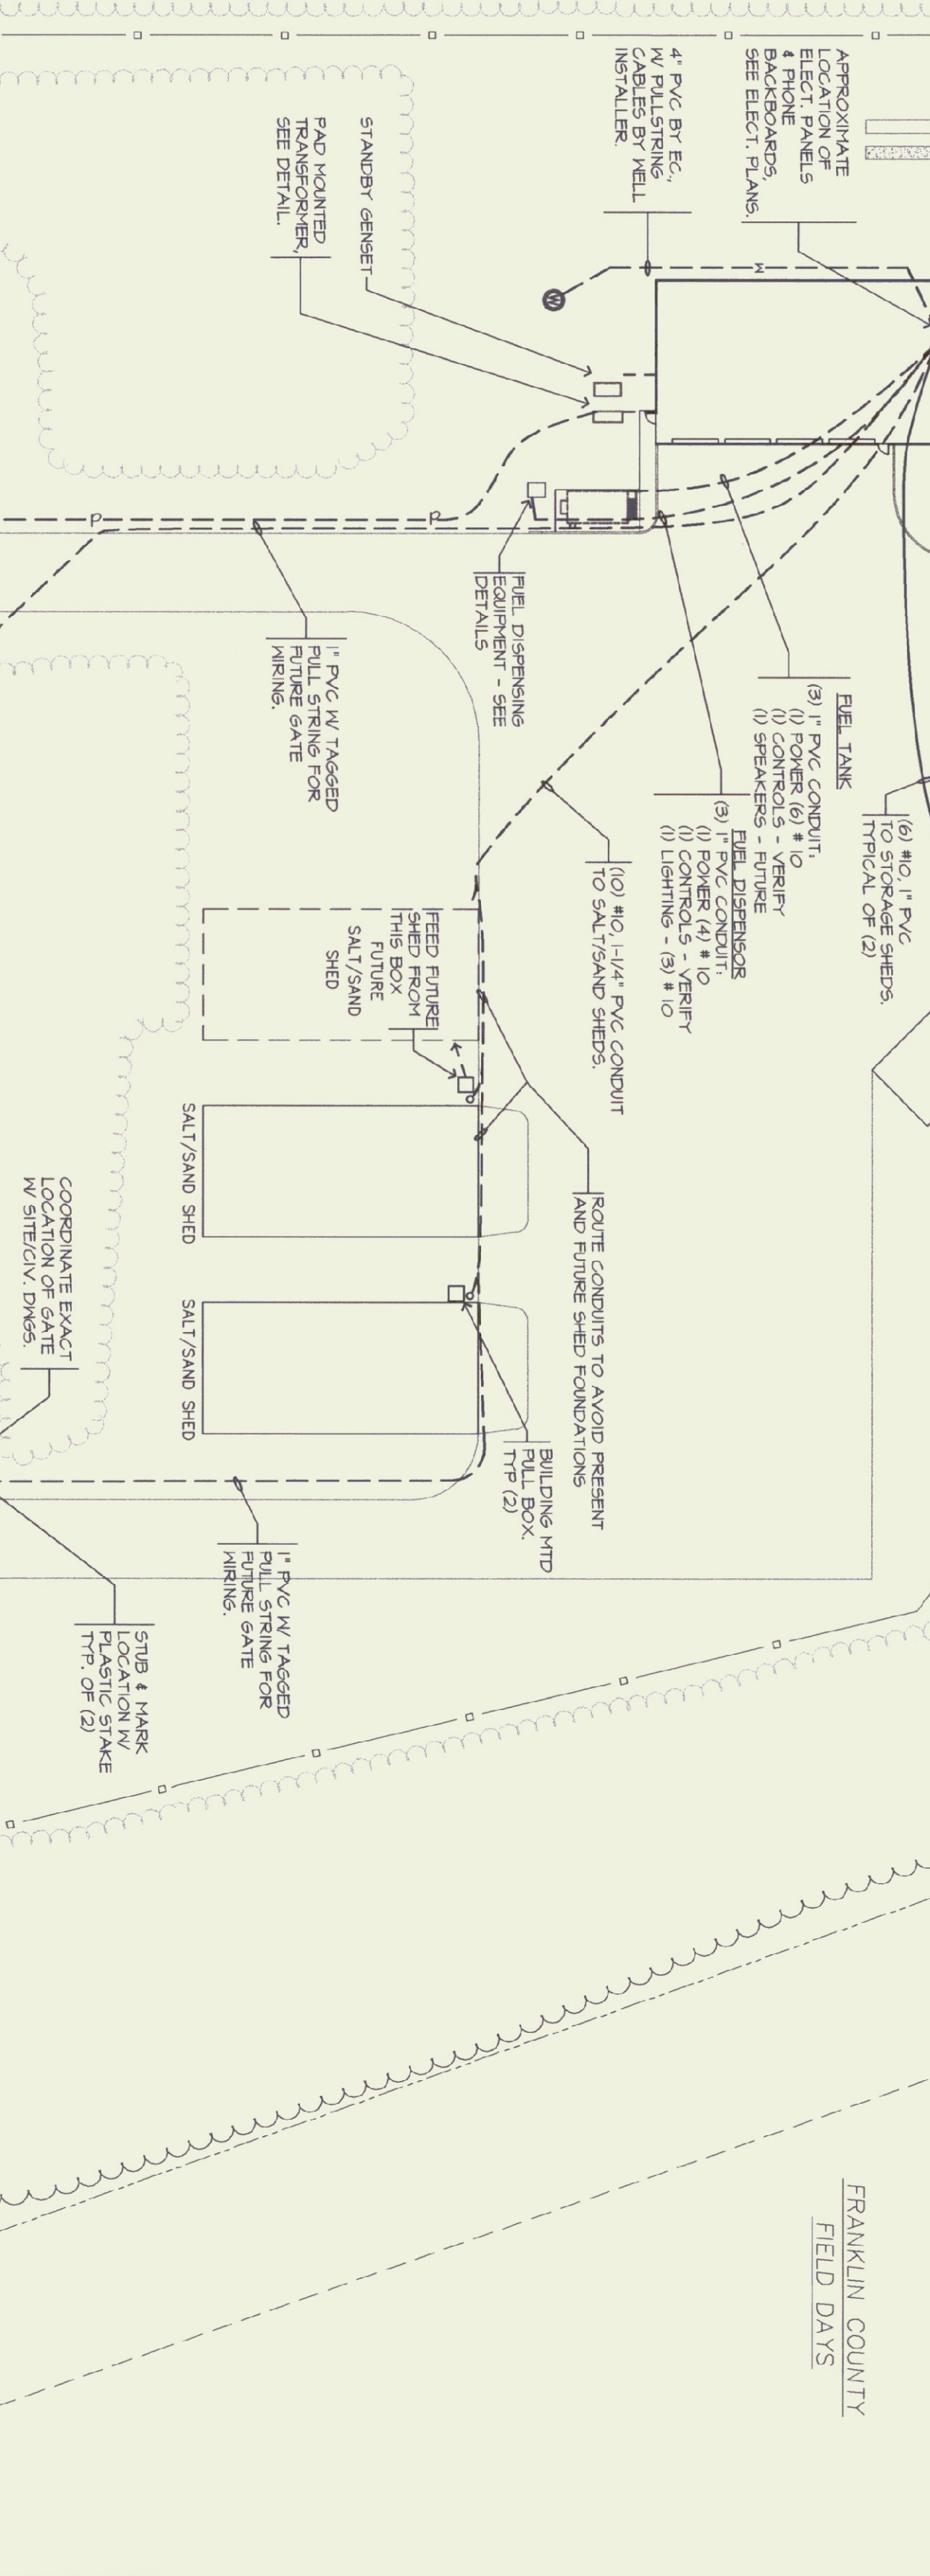 APPROXIMATE
LOCATION OF
ELECT. PANELS
& PHONE
BACKBOARDS,
SEE ELECT. PLANS.
4" PVC BY EC.,
W/ PULLSTRING
CABLES BY WELL
INSTALLER.
STANDBY GENSET
PAD MOUNTED
TRANSFORMER,
SEE DETAIL.
W
W
P
P
FUEL DISPENSING
EQUIPMENT - SEE
DETAILS
1" PVC W/ TAGGED
PULL STRING FOR
FUTURE GATE
WIRING.
FUEL TANK
(3) 1" PVC CONDUIT:
(1) POWER (6) # 10
(1) CONTROLS - VERIFY
(1) SPEAKERS - FUTURE
FUEL DISPENSOR
(3) 1" PVC CONDUIT:
(1) POWER (4) # 10
(1) CONTROLS - VERIFY
(1) LIGHTING - (3) # 10
(6) #10, 1" PVC
TO STORAGE SHEDS.
TYPICAL OF (2)
(10) #10, 1-1/4" PVC CONDUIT
TO SALT/SAND SHEDS.
FEED FUTURE
SHED FROM
THIS BOX
FUTURE
SALT/SAND
SHED
ROUTE CONDUITS TO AVOID PRESENT
AND FUTURE SHED FOUNDATIONS
SALT/SAND SHED
SALT/SAND SHED
COORDINATE EXACT
LOCATION OF GATE
W/ SITE/CIV. DWGS.
BUILDING MTD
PULL BOX.
TYP (2)
1" PVC W/ TAGGED
PULL STRING FOR
FUTURE GATE
WIRING.
STUB & MARK
LOCATION W/
PLASTIC STAKE
TYP. OF (2)
FRANKLIN COUNTY
FIELD DAYS